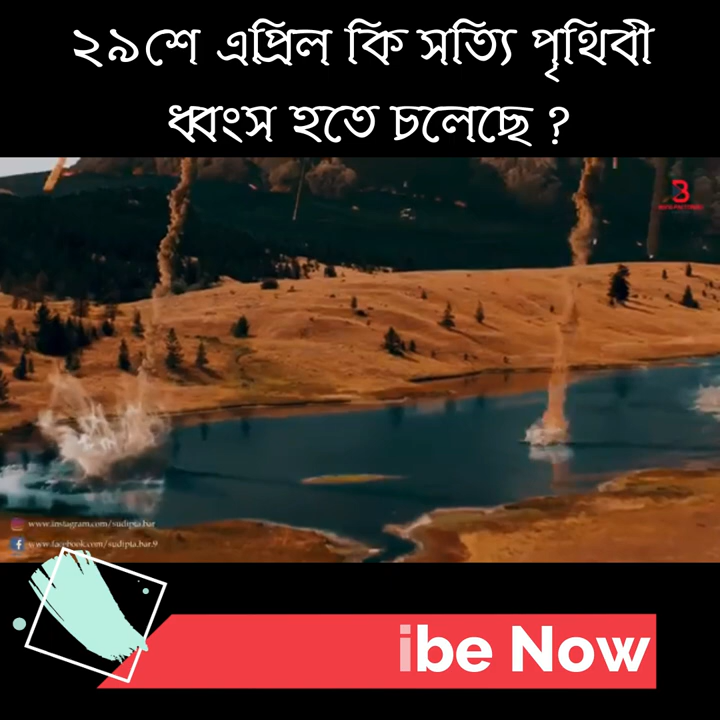 ২৯শে এপ্রিল কি সত্যি পৃথিবী
ধ্বংস হতে চলেছে ?
B
www.instagram.com/sudipta.bar
www.facebook.com/sudipta.bar.9
ibe Now